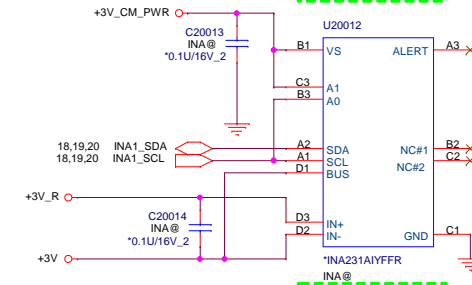 +3V_CM_PWR
C20013
INA@
*0.1U/16V_2
U20012
B1 VS ALERT A3
C3 A1
B3 A0
18,19,20 INA1_SDA A2 SDA NC#1 B2
18,19,20 INA1_SCL A1 SCL NC#2 C2
D1 BUS
+3V_R
C20014
INA@
*0.1U/16V_2
D3 IN+
D2 IN- GND C1
+3V
*INA231AIYFFR
INA@